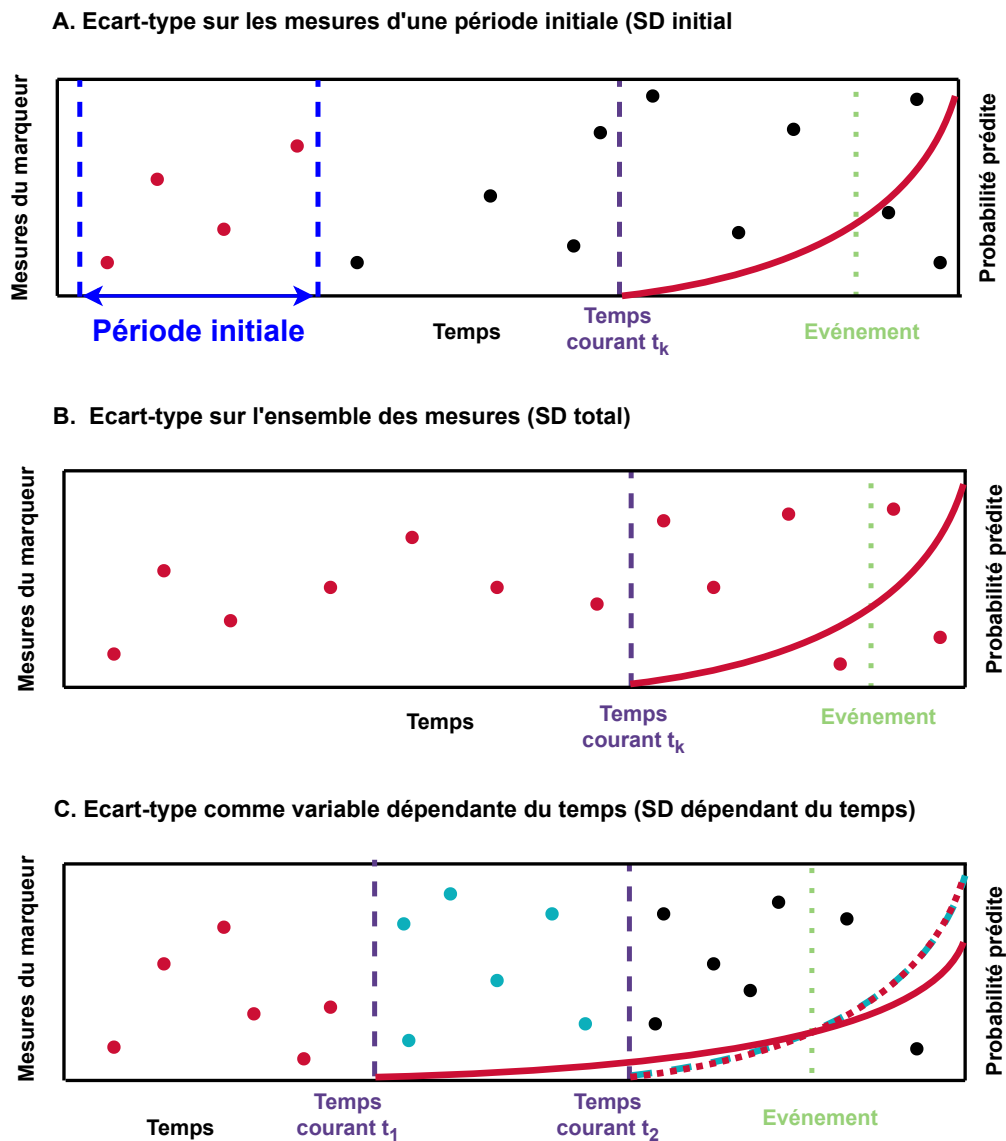 A. Ecart-type sur les mesures d'une période initiale (SD initial
Mesures du marqueur
Probabilité prédite
Période initiale
Temps
Temps
courant tk
Evénement
B. Ecart-type sur l'ensemble des mesures (SD total)
Mesures du marqueur
Probabilité prédite
Temps
Temps
courant tk
Evénement
C. Ecart-type comme variable dépendante du temps (SD dépendant du temps)
Mesures du marqueur
Probabilité prédite
Temps
Temps
courant t1
Temps
courant t2
Evénement